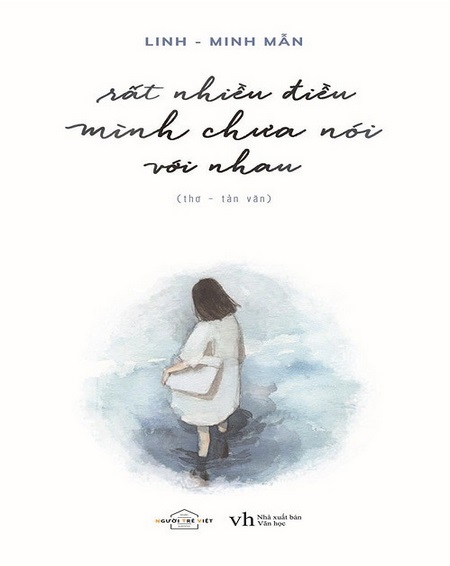 LINH - MINH MẪN
rất nhiều điều
mình chưa nói
với nhau
(thơ - tản văn)
NGƯỜI TRẺ VIỆT
vh Nhà xuất bản
Văn học